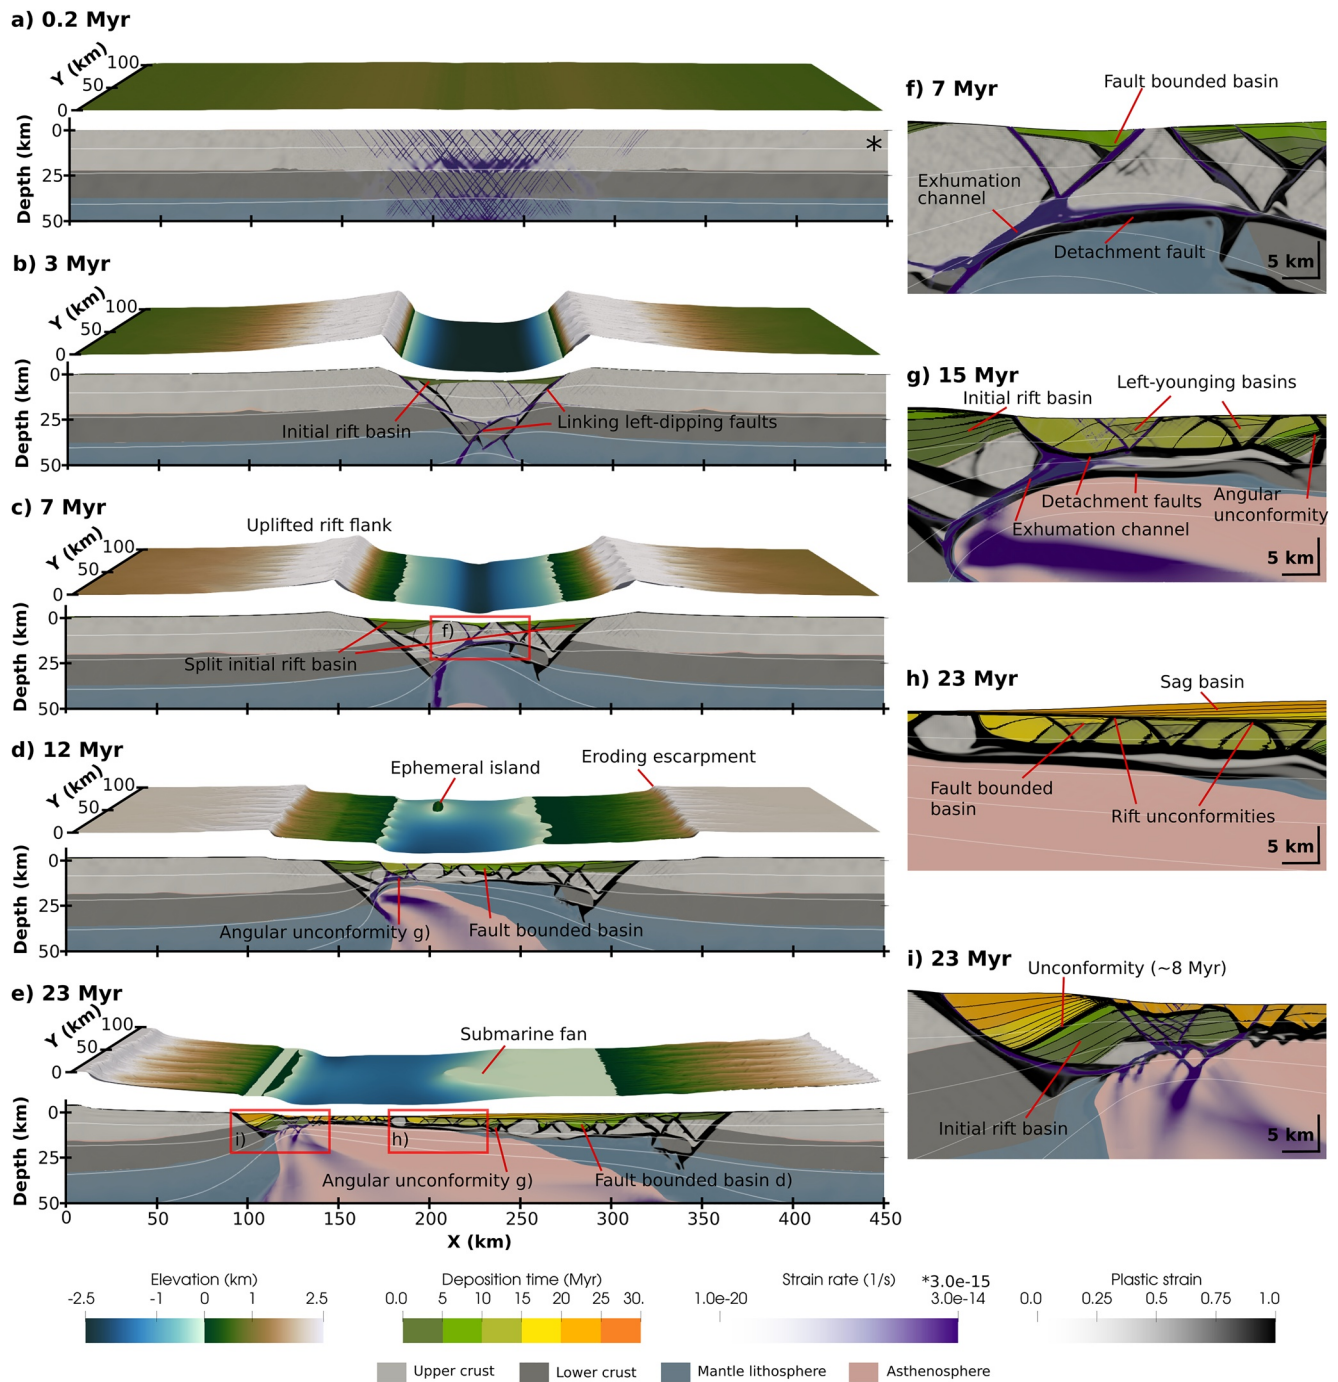 a) 0.2 Myr
Y (km)
100
50
0
Depth (km)
0
25
50
*
b) 3 Myr
Y (km)
100
50
0
Depth (km)
0
25
50
Initial rift basin
Linking left-dipping faults
c) 7 Myr
Uplifted rift flank
Y (km)
100
50
0
Depth (km)
0
25
50
f)
Split initial rift basin
d) 12 Myr
Ephemeral island
Eroding escarpment
Y (km)
100
50
0
Depth (km)
0
25
50
Angular unconformity g)
Fault bounded basin
e) 23 Myr
Submarine fan
Y (km)
100
50
0
Depth (km)
0
25
50
i)
h)
Angular unconformity g)
Fault bounded basin d)
0 50 100 150 200 250 300 350 400 450
X (km)
f) 7 Myr
Fault bounded basin
Exhumation
channel
Detachment fault
5 km
g) 15 Myr
Left-younging basins
Initial rift basin
Detachment faults
Angular
unconformity
Exhumation channel
5 km
h) 23 Myr
Sag basin
Fault bounded
basin
Rift unconformities
5 km
i) 23 Myr
Unconformity (~8 Myr)
Initial rift basin
5 km
Elevation (km)
-2.5 -1 0 1 2.5
Deposition time (Myr)
0.0 5 10 15 20 25 30.
Strain rate (1/s)
*3.0e-15
1.0e-20 3.0e-14
Plastic strain
0.0 0.25 0.5 0.75 1.0
Upper crust
Lower crust
Mantle lithosphere
Asthenosphere